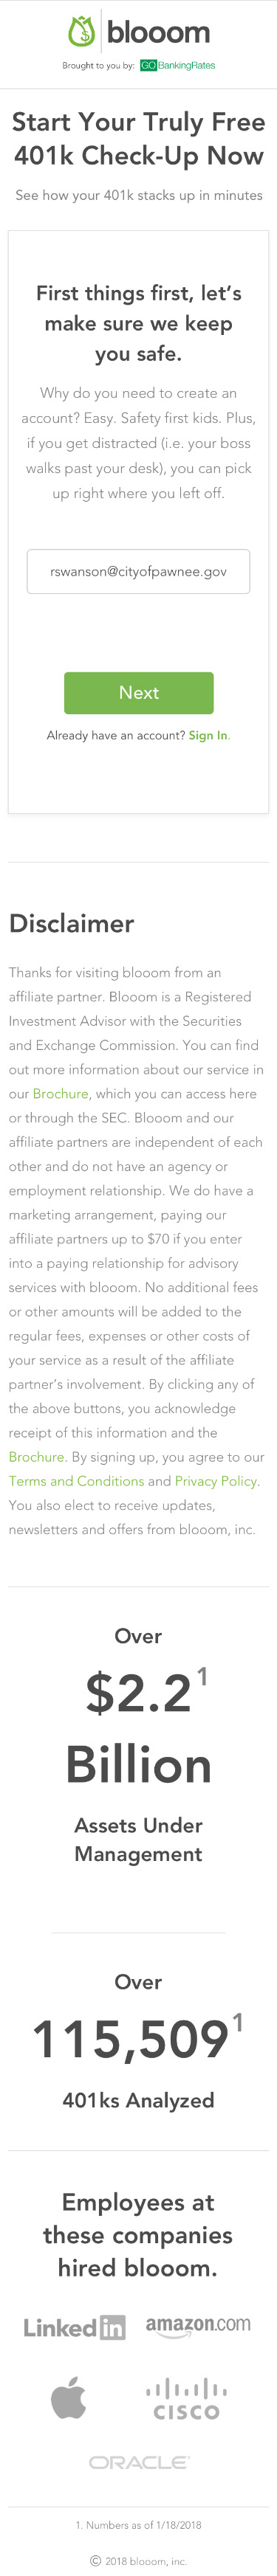 blooom
Brought to you by: GOBankingRates
Start Your Truly Free
401k Check-Up Now
See how your 401k stacks up in minutes
First things first, let’s
make sure we keep
you safe.
Why do you need to create an
account? Easy. Safety first kids. Plus,
if you get distracted (i.e. your boss
walks past your desk), you can pick
up right where you left off.
rswanson@cityofpawnee.gov
Next
Already have an account? Sign In.
Disclaimer
Thanks for visiting blooom from an
affiliate partner. Blooom is a Registered
Investment Advisor with the Securities
and Exchange Commission. You can find
out more information about our service in
our Brochure, which you can access here
or through the SEC. Blooom and our
affiliate partners are independent of each
other and do not have an agency or
employment relationship. We do have a
marketing arrangement, paying our
affiliate partners up to $70 if you enter
into a paying relationship for advisory
services with blooom. No additional fees
or other amounts will be added to the
regular fees, expenses or other costs of
your service as a result of the affiliate
partner’s involvement. By clicking any of
the above buttons, you acknowledge
receipt of this information and the
Brochure. By signing up, you agree to our
Terms and Conditions and Privacy Policy.
You also elect to receive updates,
newsletters and offers from blooom, inc.
Over
$2.2 1
Billion
Assets Under
Management
Over
115,509 1
401ks Analyzed
Employees at
these companies
hired blooom.
LinkedIn amazon.com
CISCO
ORACLE
1. Numbers as of 1/18/2018
© 2018 blooom, inc.